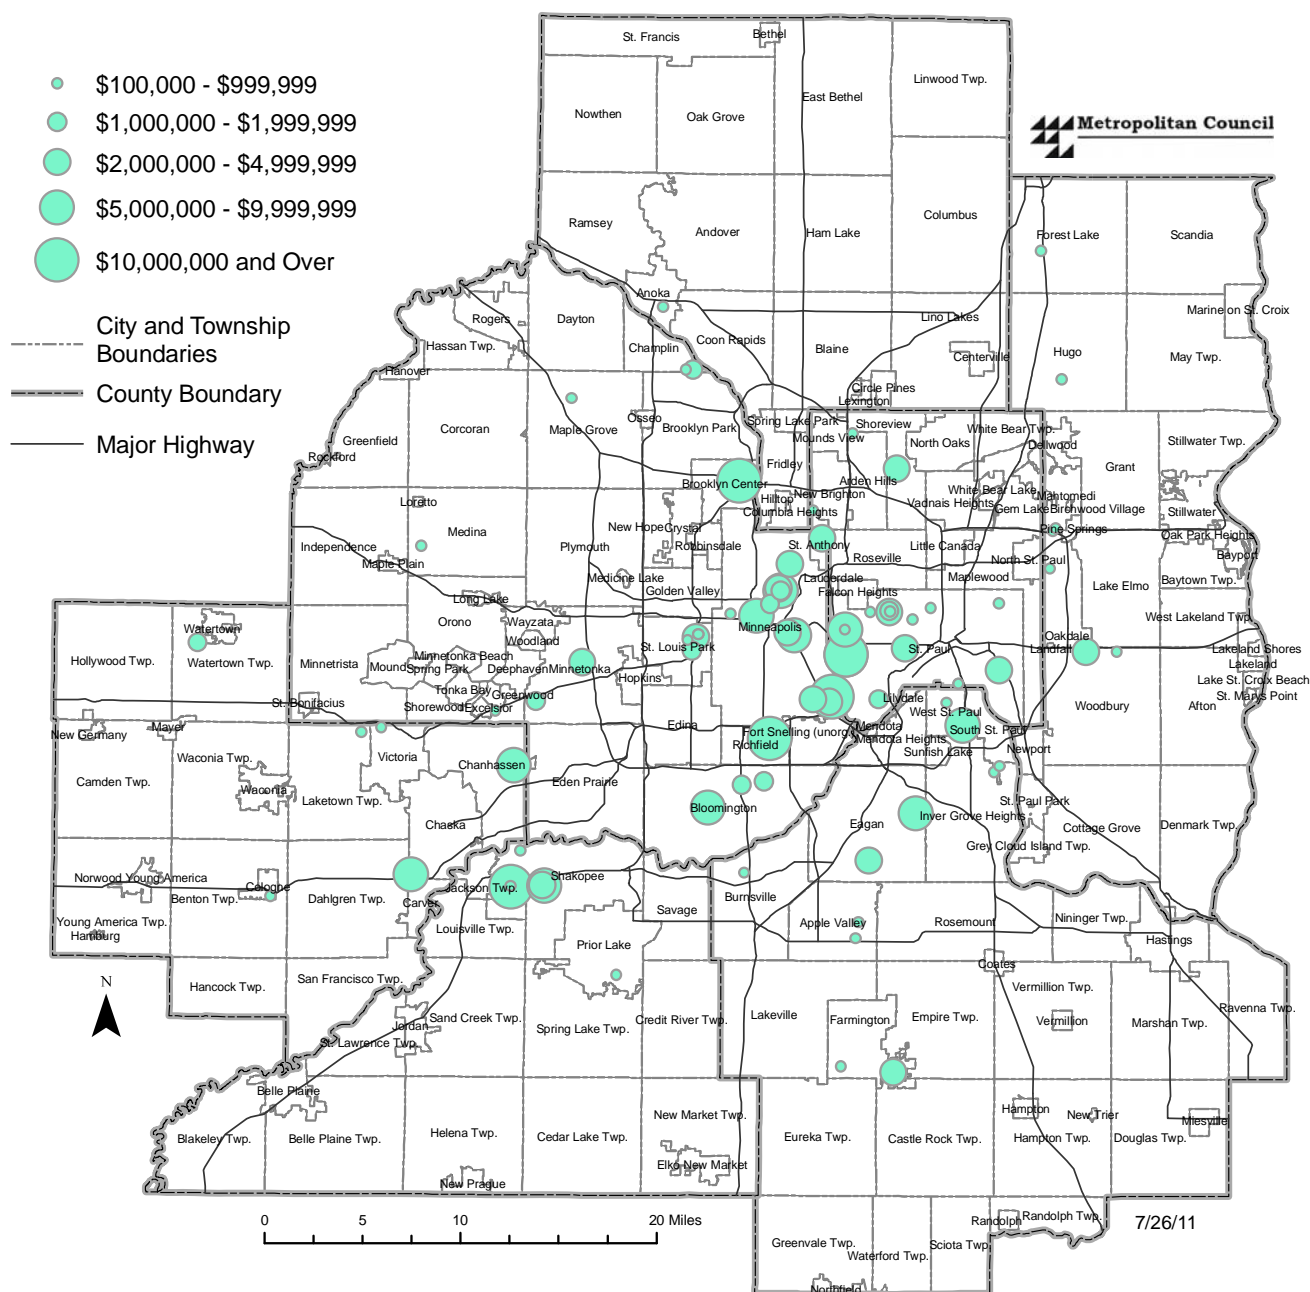 St. Francis
Bethel
Linwood Twp.
$100,000 - $999,999
East Bethel
Nowthen
Oak Grove
$1,000,000 - $1,999,999
Metropolitan Council
$2,000,000 - $4,999,999
$5,000,000 - $9,999,999
Ramsey
Andover
Ham Lake
Columbus
Forest Lake
Scandia
$10,000,000 and Over
Anoka
Marine on St. Croix
City and Township
Boundaries
Rogers
Dayton
Lino Lakes
Hassan Twp.
Champlin
Coon Rapids
Blaine
Centerville
Hugo
May Twp.
Hanover
County Boundary
Circle Pines
Lexington
Osseo
Spring Lake Park
Maple Grove
Brooklyn Park
Corcoran
Shoreview
White Bear Twp.
Mounds View
North Oaks
Dellwood
Stillwater Twp.
Major Highway
Greenfield
Rockford
Fridley
Grant
Brooklyn Center
Arden Hills
White Bear Lake
Mahtomedi
New Brighton
Hilltop
Vadnais Heights
Gem Lake
Birchwood Village
Stillwater
Loretto
Columbia Heights
Medina
New Hope
Crystal
Pine Springs
Oak Park Heights
Independence
Plymouth
Robbinsdale
St. Anthony
Little Canada
Bayport
Maple Plain
Roseville
North St. Paul
Medicine Lake
Lauderdale
Maplewood
Baytown Twp.
Golden Valley
Falcon Heights
Lake Elmo
Long Lake
Orono
Wayzata
West Lakeland Twp.
Watertown
Minneapolis
Woodland
Oakdale
St. Louis Park
St. Paul
Landfall
Lakeland Shores
Hollywood Twp.
Watertown Twp.
Minnetrista
Mound
Minnetonka Beach
Spring Park
Deephaven
Minnetonka
Lakeland
Hopkins
Lake St. Croix Beach
Tonka Bay
Greenwood
Lilydale
St. Marys Point
St. Bonifacius
Shorewood
Excelsior
West St. Paul
Woodbury
Afton
Mayer
Edina
Mendota
New Germany
Fort Snelling (unorg.)
South St. Paul
Richfield
Mendota Heights
Newport
Waconia Twp.
Victoria
Sunfish Lake
Chanhassen
Camden Twp.
Eden Prairie
Waconia
Laketown Twp.
St. Paul Park
Bloomington
Inver Grove Heights
Chaska
Eagan
Cottage Grove
Denmark Twp.
Grey Cloud Island Twp.
Norwood Young America
Cologne
Shakopee
Jackson Twp.
Benton Twp.
Dahlgren Twp.
Carver
Burnsville
Young America Twp.
Savage
Apple Valley
Rosemount
Nininger Twp.
Hamburg
Louisville Twp.
Hastings
Prior Lake
Coates
N
Hancock Twp.
San Francisco Twp.
Vermillion Twp.
Ravenna Twp.
Jordan
Sand Creek Twp.
Spring Lake Twp.
Credit River Twp.
Lakeville
Farmington
Empire Twp.
Vermillion
Marshan Twp.
St. Lawrence Twp.
Belle Plaine
Hampton
New Trier
Miesville
New Market Twp.
Blakeley Twp.
Belle Plaine Twp.
Helena Twp.
Cedar Lake Twp.
Eureka Twp.
Castle Rock Twp.
Hampton Twp.
Douglas Twp.
Elko New Market
New Prague
0 5 10 20 Miles
Randolph
Randolph Twp.
7/26/11
Greenvale Twp.
Sciota Twp.
Waterford Twp.
Northfield